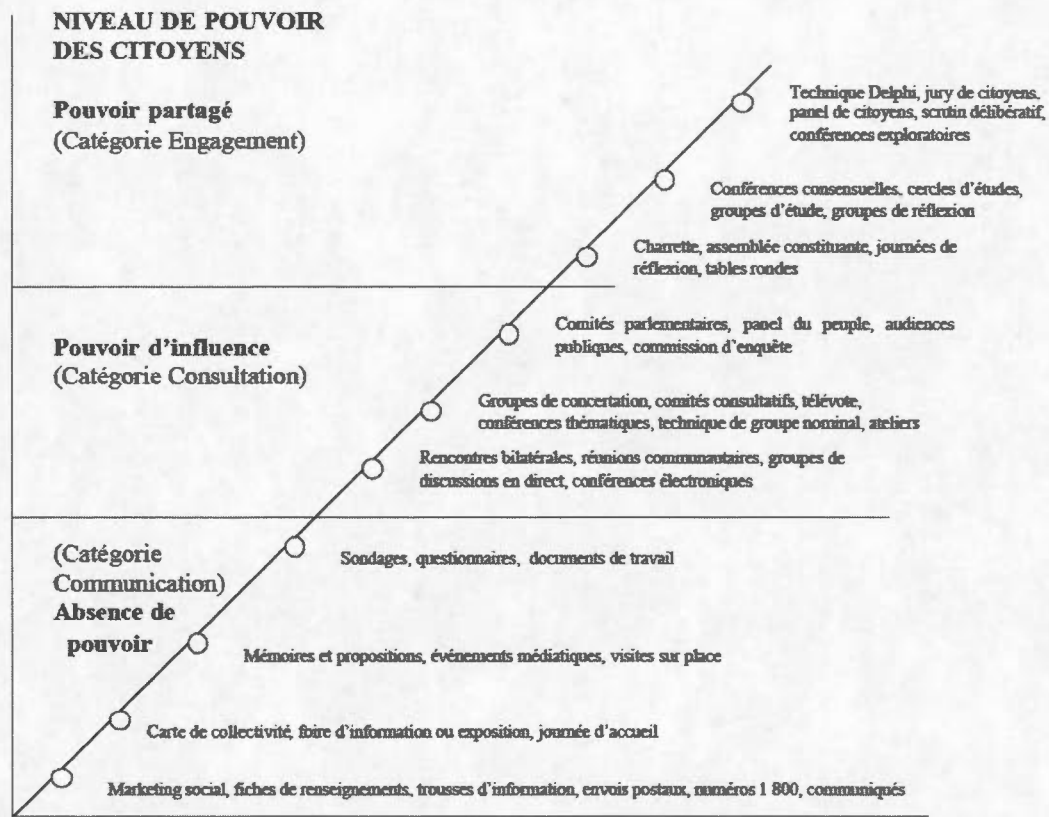 NIVEAU DE POUVOIR
DES CITOYENS
Pouvoir partagé
(Catégorie Engagement)
Technique Delphi, jury de citoyens,
panel de citoyens, scrutin délibératif,
conférences exploratoires
Conférences consensuelles, cercles d'études,
groupes d'étude, groupes de réflexion
Charrette, assemblée constituante, journées de
réflexion, tables rondes
Pouvoir d'influence
(Catégorie Consultation)
Comités parlementaires, panel du peuple, audiences
publiques, commission d'enquête
Groupes de concertation, comités consultatifs, télévote,
conférences thématiques, technique de groupe nominal, ateliers
Rencontres bilatérales, réunions communautaires, groupes de
discussions en direct, conférences électroniques
(Catégorie
Communication)
Absence de
pouvoir
Sondages, questionnaires, documents de travail
Mémoires et propositions, événements médiatiques, visites sur place
Carte de collectivité, foire d'information ou exposition, journée d'accueil
Marketing social, fiches de renseignements, trousses d'information, envois postaux, numéros 1 800, communiqués